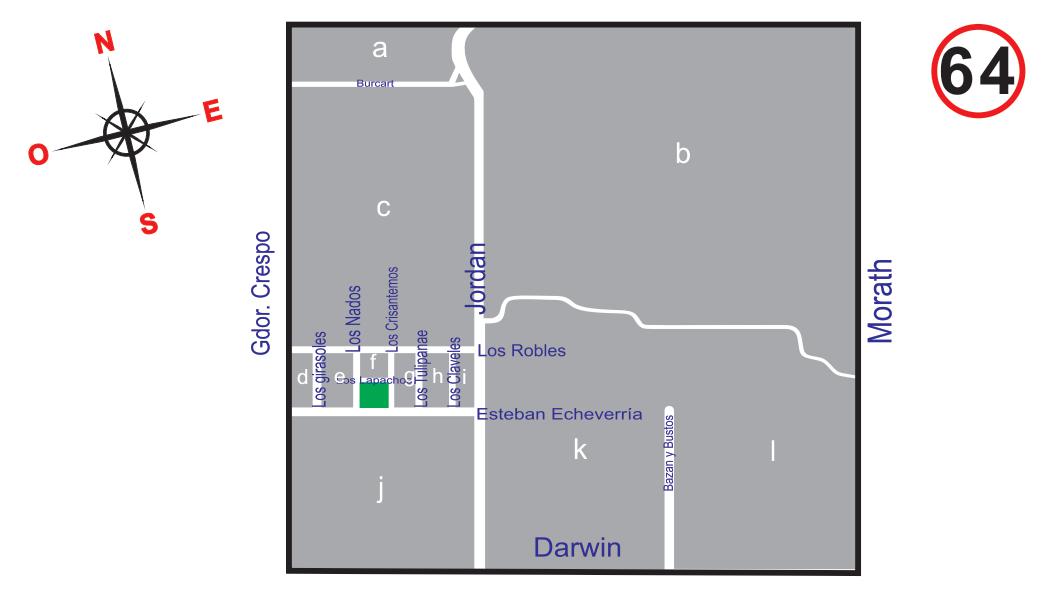 N
E
O
S
64
a
Burcart
b
c
Gdor. Crespo
Jordan
Morath
Los girasoles
Los Nados
Los Crisantemos
Los Tulipanae
Los Claveles
Los Robles
d
e
f
Los Lapachos
g
h
i
Esteban Echeverría
Bazan y Bustos
j
k
l
Darwin